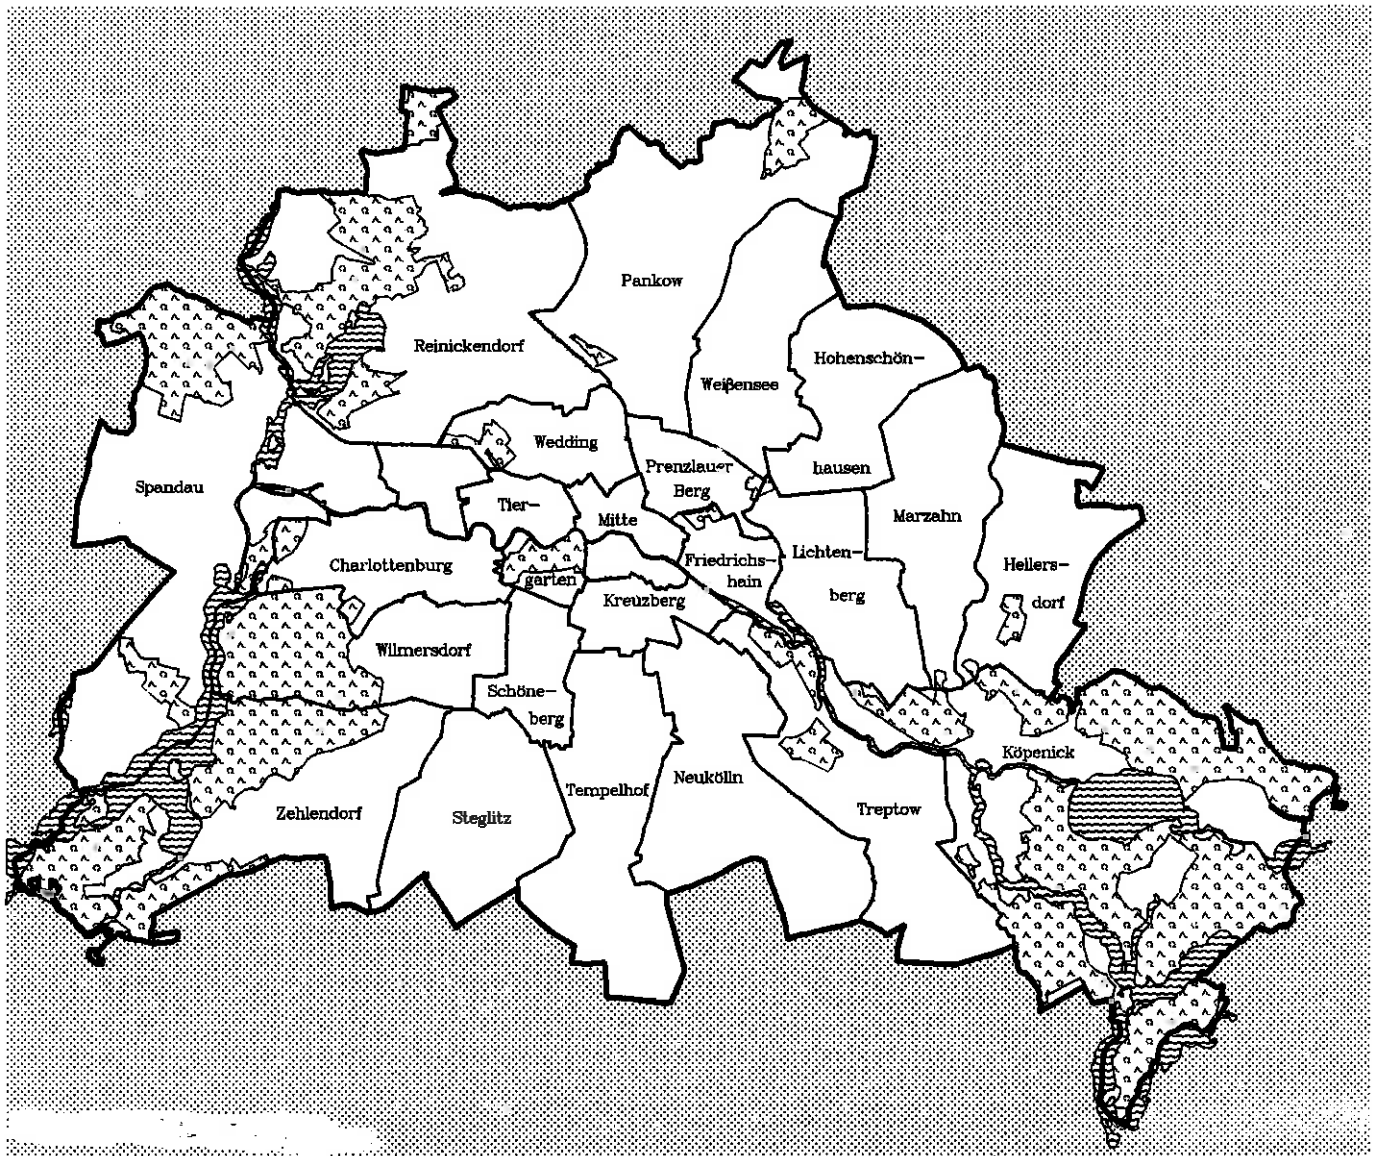 Pankow
Reinickendorf
Hohenschön-
Weißensee
Wedding
hausen
Prenzlauer
Berg
Spandau
Tier-
Mitte
Marzahn
Lichten-
Friedrichs-
hain
Charlottenburg
garten
Hellers-
dorf
berg
Kreuzberg
Wilmersdorf
Schöne-
berg
Köpenick
Neukölln
Tempelhof
Zehlendorf
Steglitz
Treptow